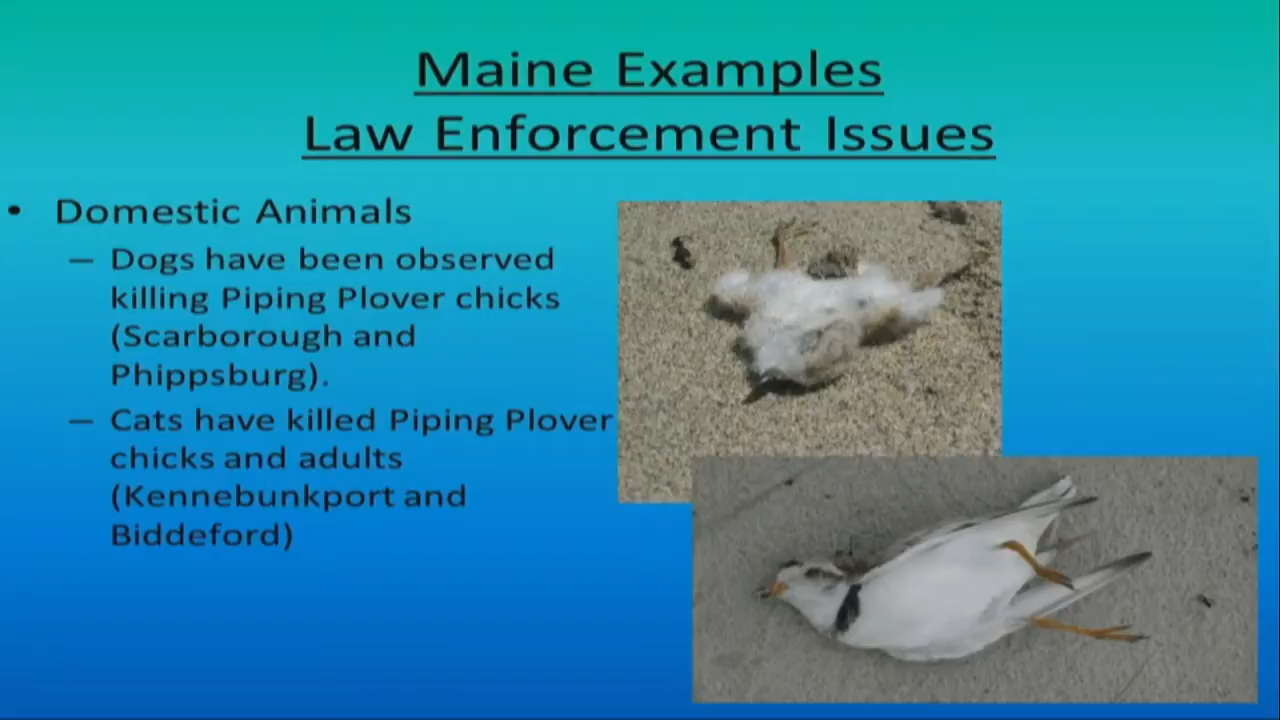 Maine Examples
Law Enforcement Issues
• Domestic Animals
– Dogs have been observed
killing Piping Plover chicks
(Scarborough and
Phippsburg).
– Cats have killed Piping Plover
chicks and adults
(Kennebunkport and
Biddeford)